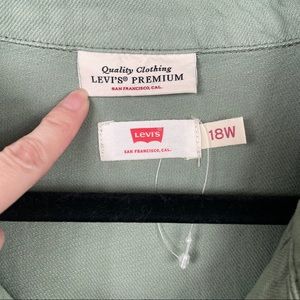 Quality Clothing
LEVI'S® PREMIUM
SAN FRANCISCO, CAL.
Levi's
SAN FRANCISCO, CAL.
18W